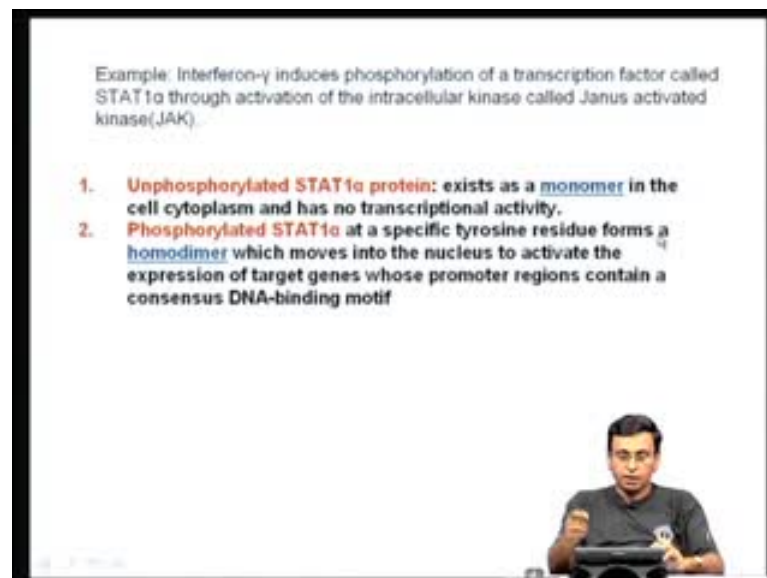 Example: Interferon-γ induces phosphorylation of a transcription factor called
STAT1α through activation of the intracellular kinase called Janus activated
kinase(JAK).
1. Unphosphorylated STAT1α protein: exists as a monomer in the
cell cytoplasm and has no transcriptional activity.
2. Phosphorylated STAT1α at a specific tyrosine residue forms a
homodimer which moves into the nucleus to activate the
expression of target genes whose promoter regions contain a
consensus DNA-binding motif